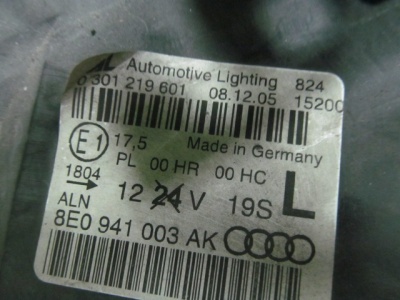 AL Automotive Lighting 824
0 301 219 601 08.12.05 15200
E1 17,5 Made in Germany
PL 00 HR 00 HC
1804
12 24 V 19S L
ALN
8E0 941 003 AK